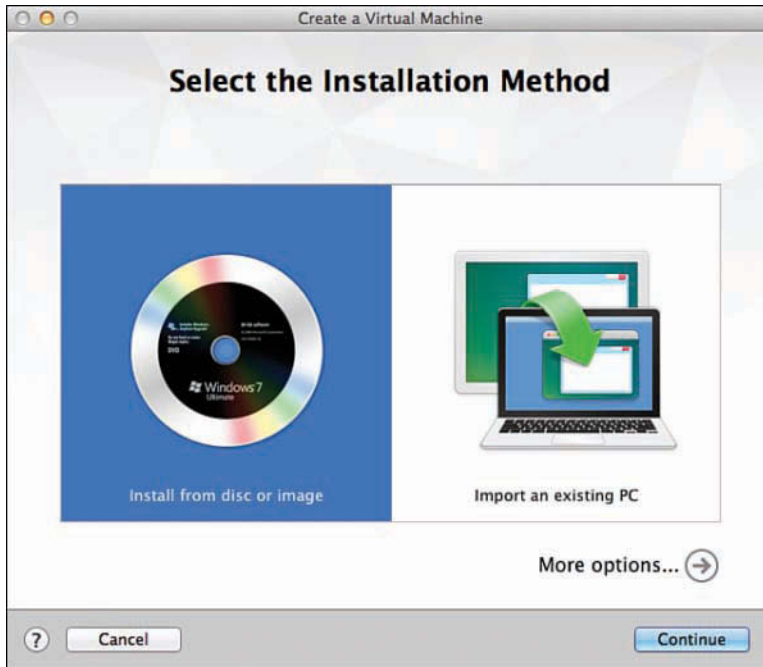 Create a Virtual Machine
Select the Installation Method
DVD
Windows 7
Ultimate
Install from disc or image
Import an existing PC
More options...
?
Cancel
Continue